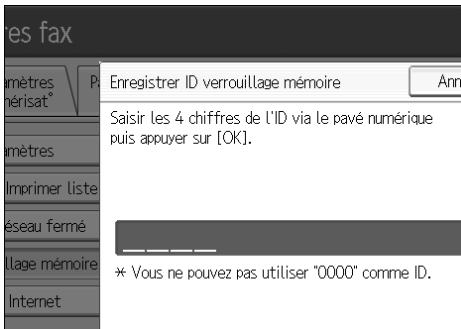 res fax
amètres
mérisat°
Pa
Enregistrer ID verrouillage mémoire
Ann
Saisir les 4 chiffres de l'ID via le pavé numérique
puis appuyer sur [OK].
amètres
Imprimer liste
éseau fermé
llage mémoire
Internet
∗ Vous ne pouvez pas utiliser "0000" comme ID.